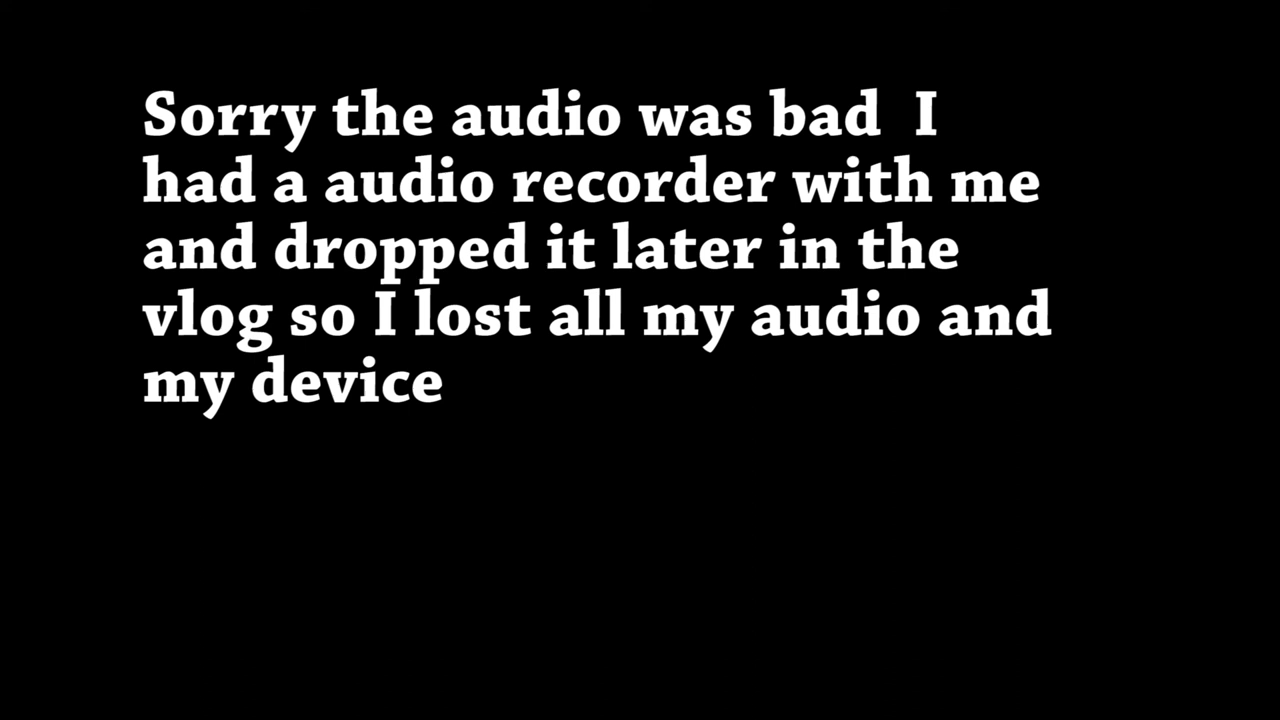 Sorry the audio was bad  I
had a audio recorder with me
and dropped it later in the
vlog so I lost all my audio and
my device